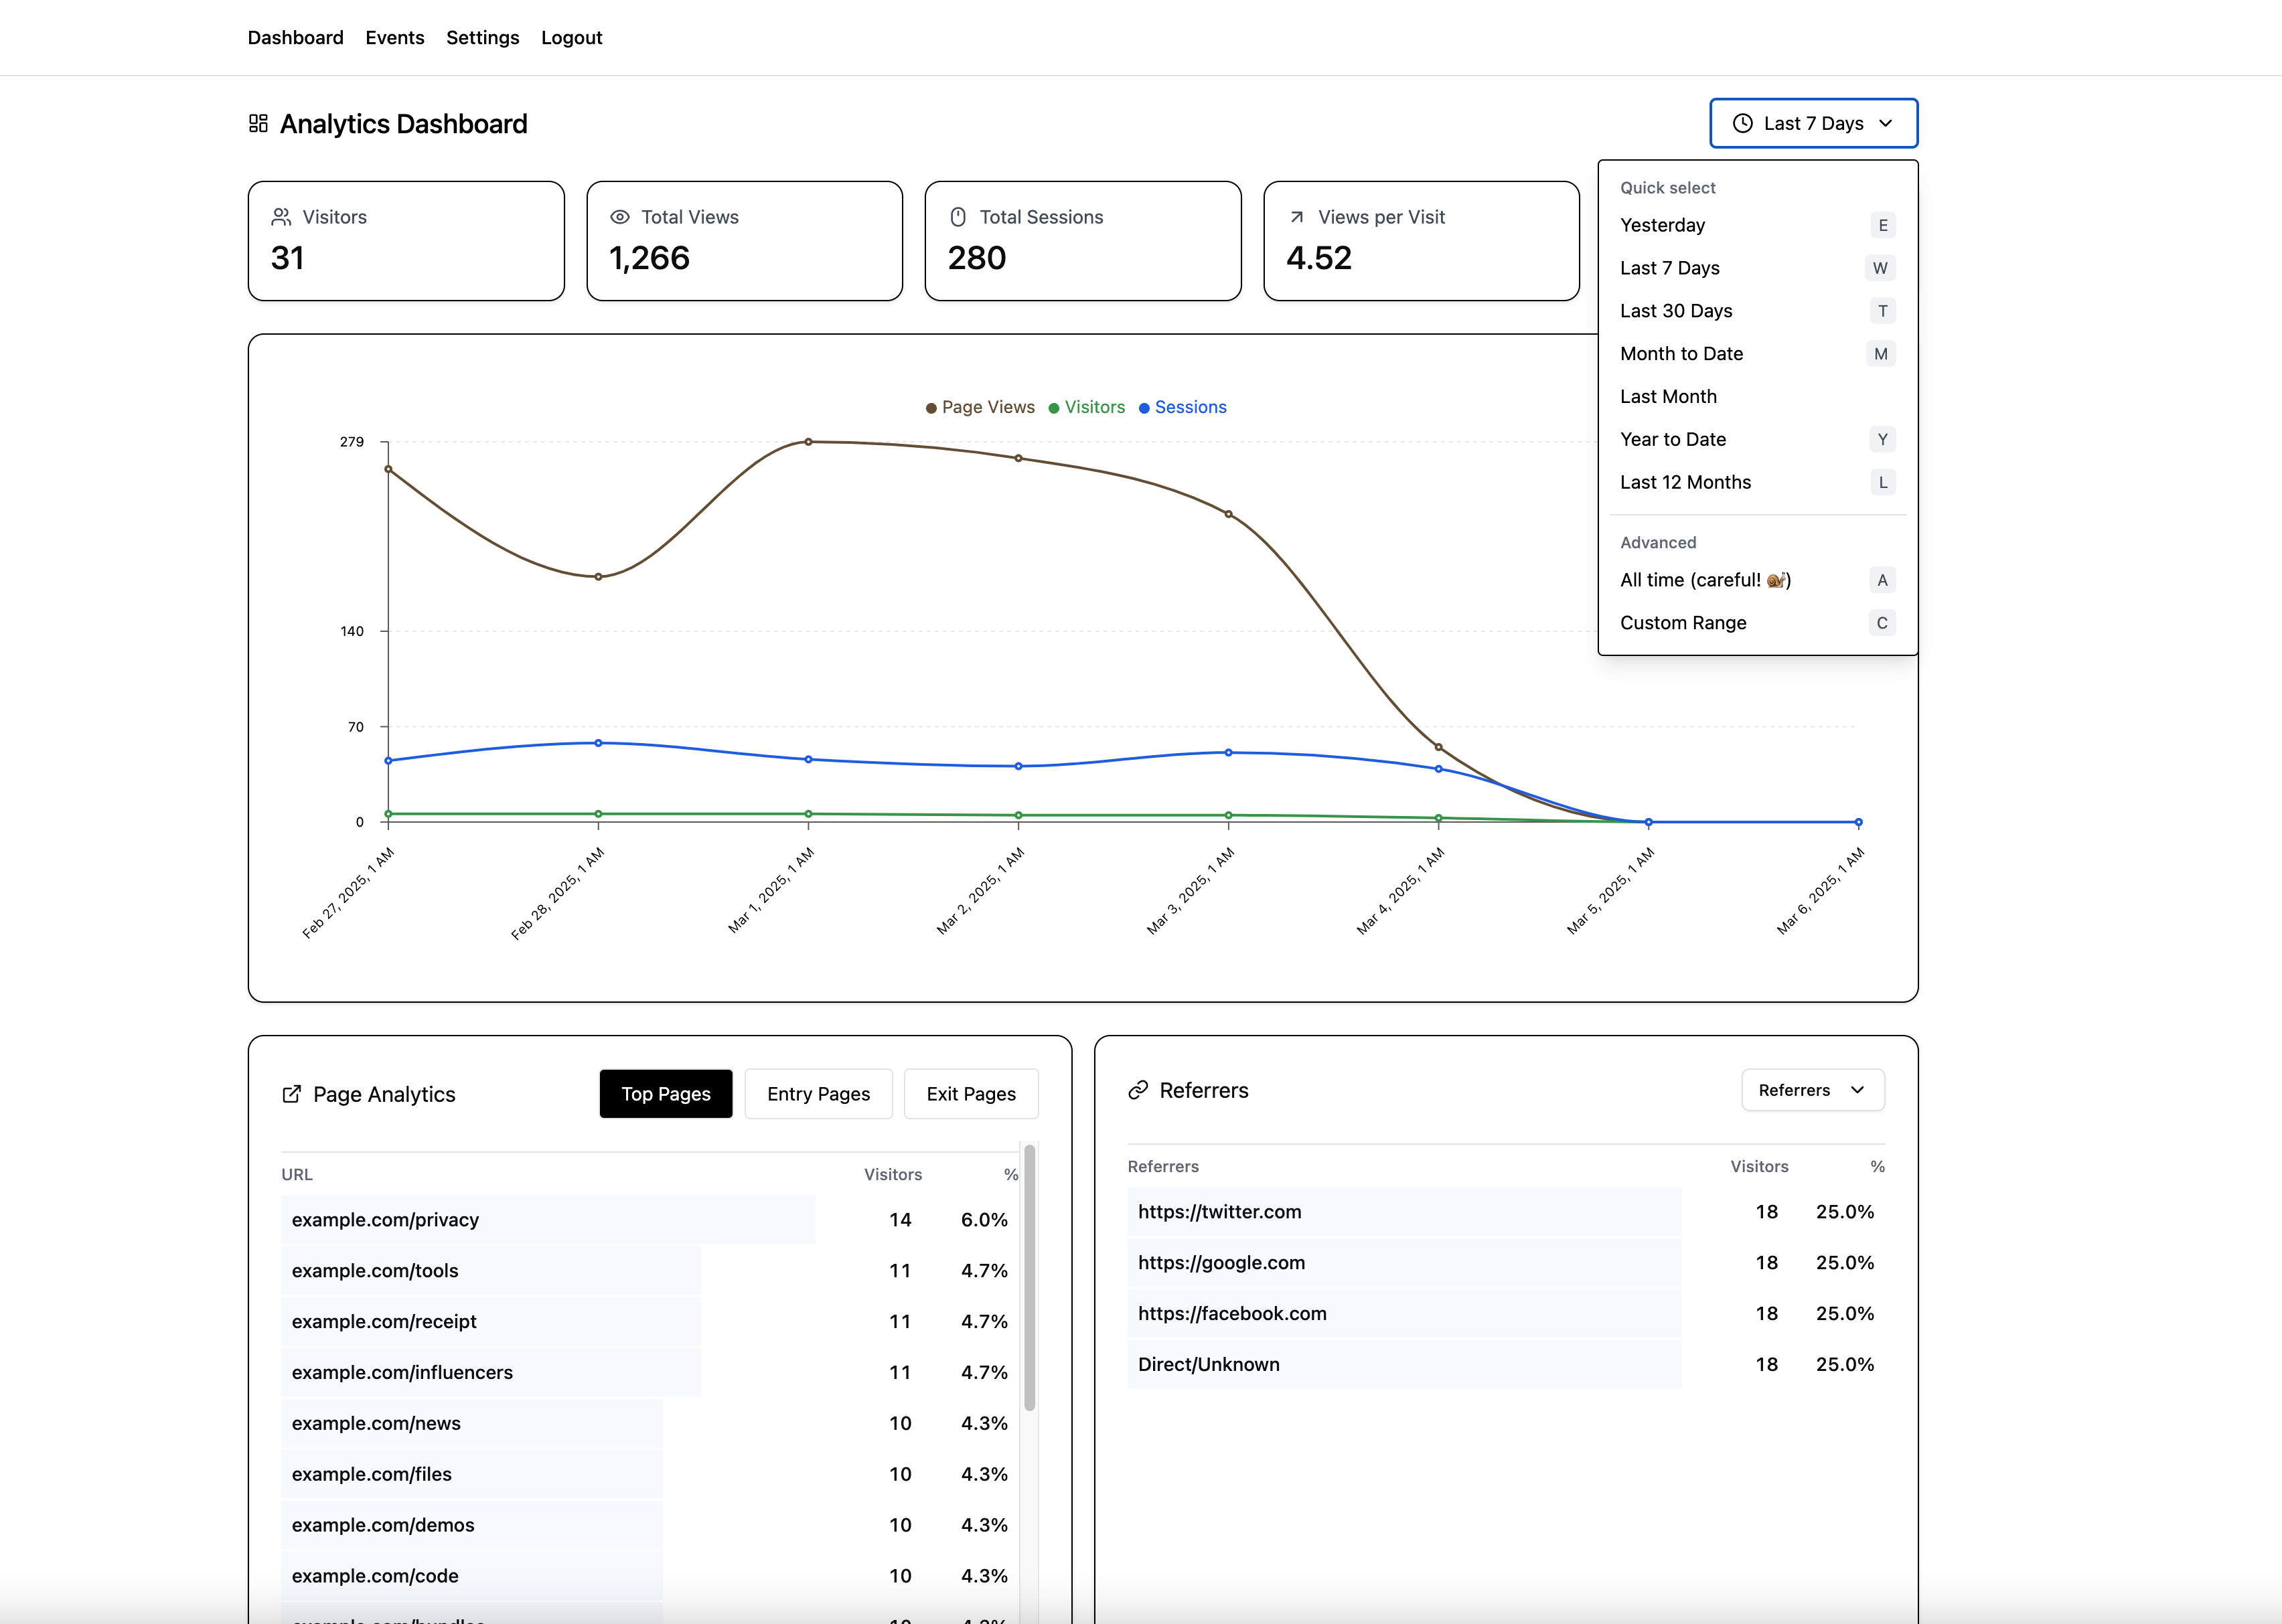 Dashboard Events Settings Logout
Analytics Dashboard
Last 7 Days
Visitors
31
Total Views
1,266
Total Sessions
280
Views per Visit
4.52
Quick select
Yesterday E
Last 7 Days W
Last 30 Days T
Month to Date M
Last Month
Year to Date Y
Last 12 Months L
Advanced
All time (careful! 🐌) A
Custom Range C
Page Views Visitors Sessions
279
140
70
0
Feb 27, 2025, 1 AM
Feb 28, 2025, 1 AM
Mar 1, 2025, 1 AM
Mar 2, 2025, 1 AM
Mar 3, 2025, 1 AM
Mar 4, 2025, 1 AM
Mar 5, 2025, 1 AM
Mar 6, 2025, 1 AM
Page Analytics
Top Pages
Entry Pages
Exit Pages
URL Visitors %
example.com/privacy 14 6.0%
example.com/tools 11 4.7%
example.com/receipt 11 4.7%
example.com/influencers 11 4.7%
example.com/news 10 4.3%
example.com/files 10 4.3%
example.com/demos 10 4.3%
example.com/code 10 4.3%
Referrers
Referrers
Referrers Visitors %
https://twitter.com 18 25.0%
https://google.com 18 25.0%
https://facebook.com 18 25.0%
Direct/Unknown 18 25.0%